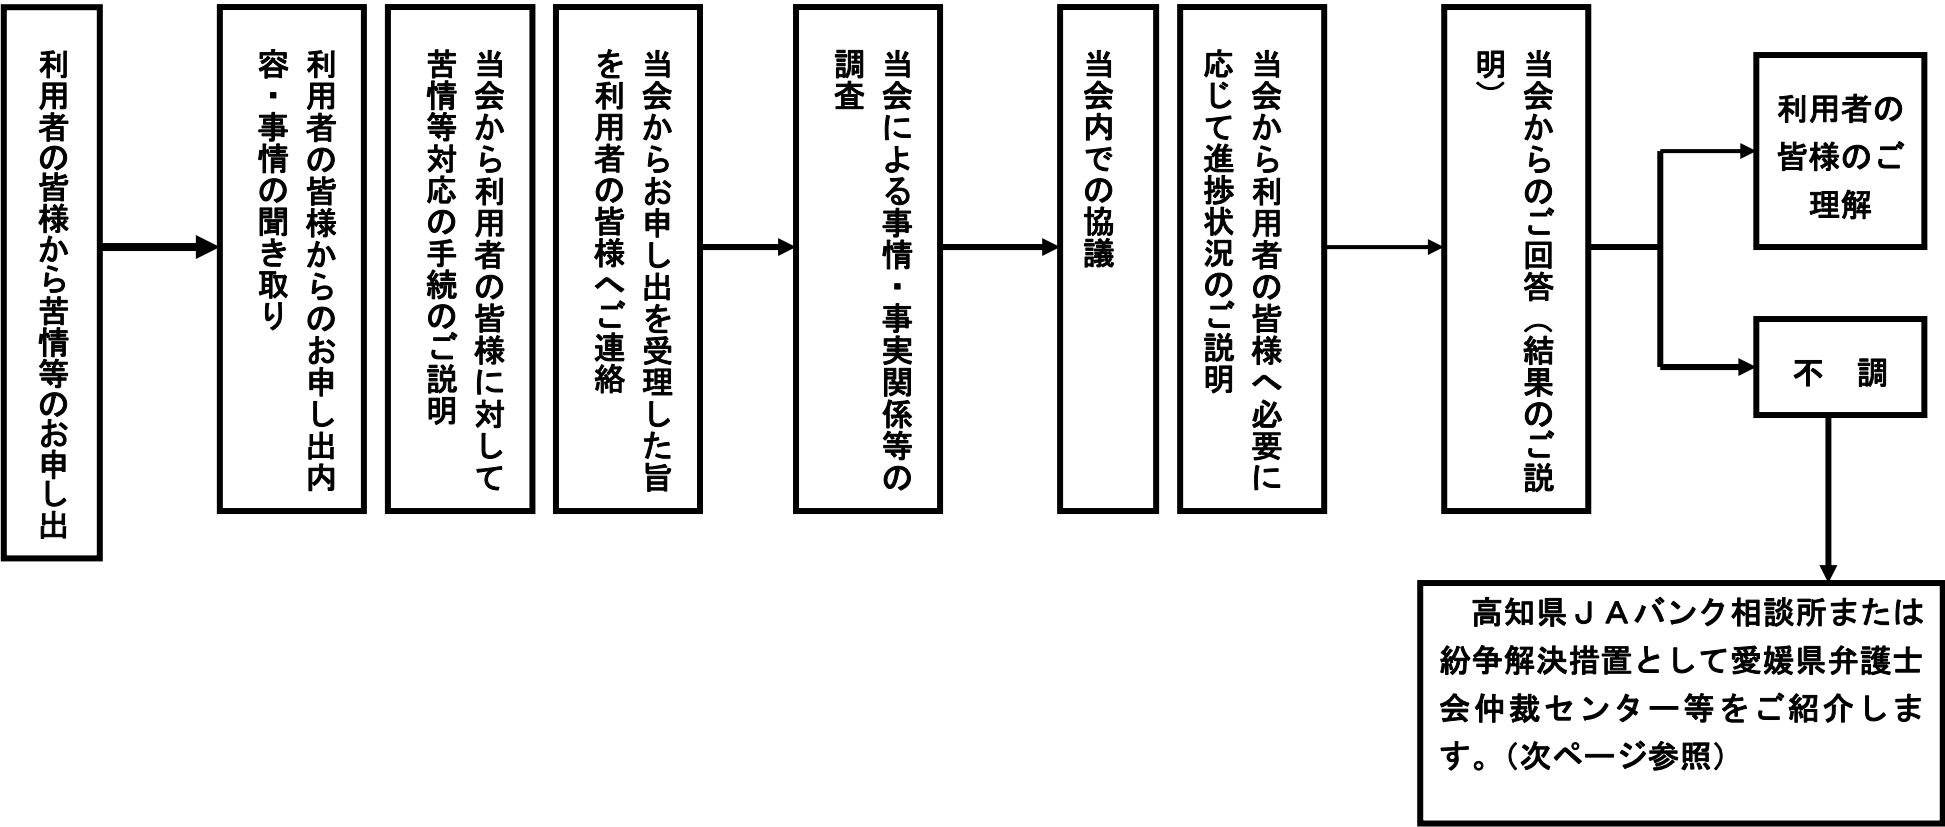 利用者の皆様から苦情等のお申し出
利用者の皆様からのお申し出内
容・事情の聞き取り
当会から利用者の皆様に対して
苦情等対応の手続のご説明
当会からお申し出を受理した旨
を利用者の皆様へご連絡
当会による事情・事実関係等の
調査
当会内での協議
当会から利用者の皆様へ必要に
応じて進捗状況のご説明
当会からのご回答（結果のご説
明）
利用者の
皆様のご
理解
不　調
高知県ＪＡバンク相談所または
紛争解決措置として愛媛県弁護士
会仲裁センター等をご紹介しま
す。（次ページ参照）